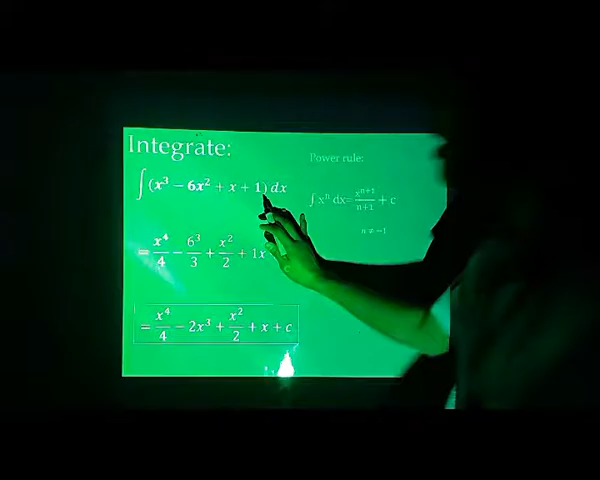 Integrate:
∫(x³ − 6x² + x + 1) dx
= x⁴/4 − 6³/3 + x²/2 + 1x
= x⁴/4 − 2x³ + x²/2 + x + c
Power rule:
∫xⁿ dx= xⁿ⁺¹/n+1 + c
n ≠ −1